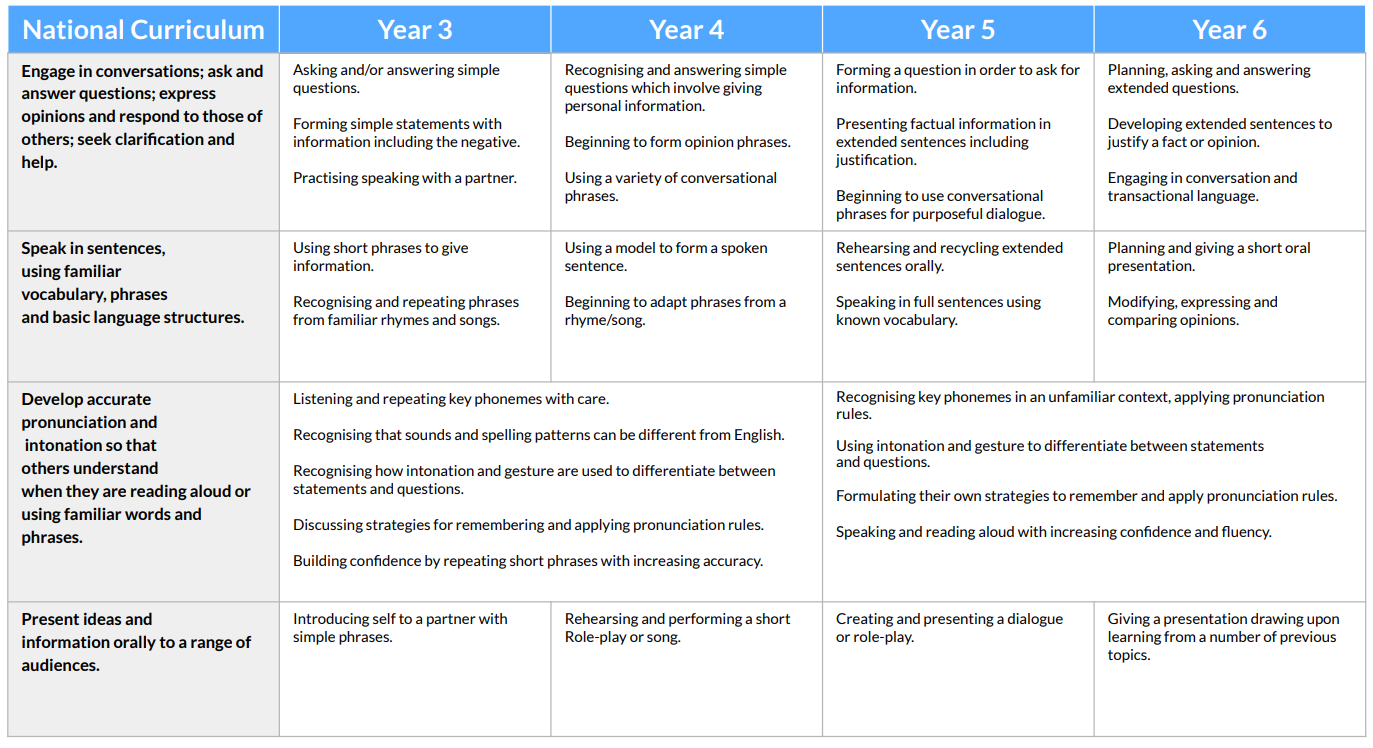 National Curriculum
Year 3
Year 4
Year 5
Year 6
Engage in conversations; ask and
answer questions; express
opinions and respond to those of
others; seek clarification and
help.
Asking and/or answering simple
questions.
Forming simple statements with
information including the negative.
Practising speaking with a partner.
Recognising and answering simple
questions which involve giving
personal information.
Beginning to form opinion phrases.
Using a variety of conversational
phrases.
Forming a question in order to ask for
information.
Presenting factual information in
extended sentences including
justification.
Beginning to use conversational
phrases for purposeful dialogue.
Planning, asking and answering
extended questions.
Developing extended sentences to
justify a fact or opinion.
Engaging in conversation and
transactional language.
Speak in sentences,
using familiar
vocabulary, phrases
and basic language structures.
Using short phrases to give
information.
Recognising and repeating phrases
from familiar rhymes and songs.
Using a model to form a spoken
sentence.
Beginning to adapt phrases from a
rhyme/song.
Rehearsing and recycling extended
sentences orally.
Speaking in full sentences using
known vocabulary.
Planning and giving a short oral
presentation.
Modifying, expressing and
comparing opinions.
Develop accurate
pronunciation and
intonation so that
others understand
when they are reading aloud or
using familiar words and
phrases.
Listening and repeating key phonemes with care.
Recognising that sounds and spelling patterns can be different from English.
Recognising how intonation and gesture are used to differentiate between
statements and questions.
Discussing strategies for remembering and applying pronunciation rules.
Building confidence by repeating short phrases with increasing accuracy.
Recognising key phonemes in an unfamiliar context, applying pronunciation
rules.
Using intonation and gesture to differentiate between statements
and questions.
Formulating their own strategies to remember and apply pronunciation rules.
Speaking and reading aloud with increasing confidence and fluency.
Present ideas and
information orally to a range of
audiences.
Introducing self to a partner with
simple phrases.
Rehearsing and performing a short
Role-play or song.
Creating and presenting a dialogue
or role-play.
Giving a presentation drawing upon
learning from a number of previous
topics.